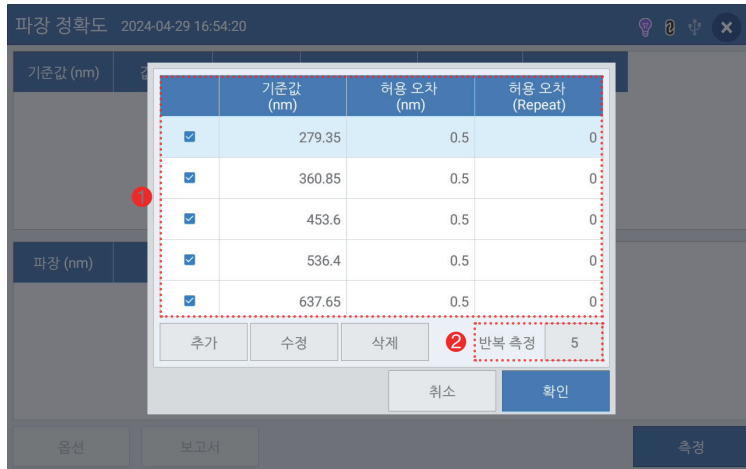 파장 정확도 2024-04-29 16:54:20
기준값 (nm)
기준값 (nm) 허용 오차 (nm) 허용 오차 (Repeat)
279.35 0.5 0
360.85 0.5 0
❶
453.6 0.5 0
536.4 0.5 0
파장 (nm)
637.65 0.5 0
추가 수정 삭제 ❷ 반복 측정 5
취소 확인
옵션 보고서 측정